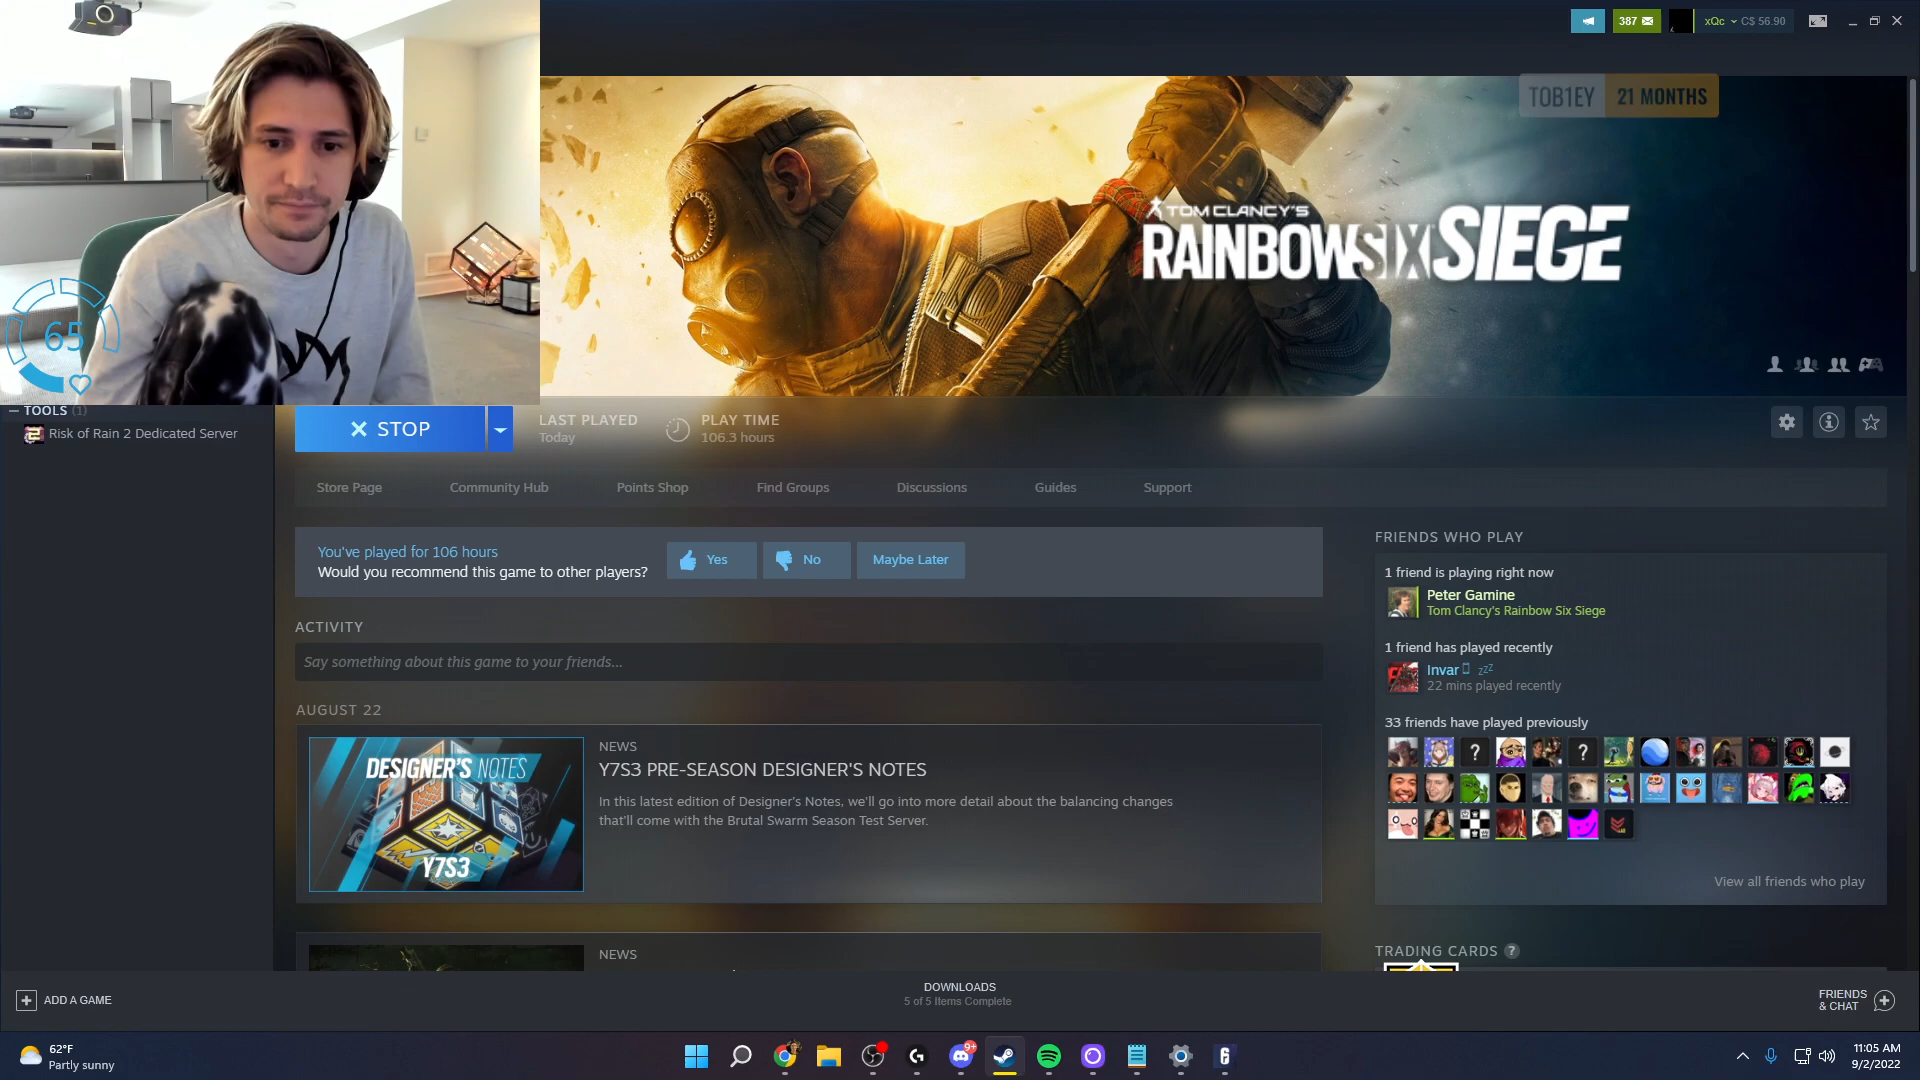 387
xQc
C$ 56.90
TOB1EY
21 MONTHS
TOM CLANCY'S
RAINBOWSIX SIEGE
65
TOOLS (1)
Risk of Rain 2 Dedicated Server
STOP
LAST PLAYED
Today
PLAY TIME
106.3 hours
Store Page
Community Hub
Points Shop
Find Groups
Discussions
Guides
Support
You've played for 106 hours
Would you recommend this game to other players?
Yes
No
Maybe Later
FRIENDS WHO PLAY
1 friend is playing right now
Peter Gamine
Tom Clancy's Rainbow Six Siege
1 friend has played recently
Invar zzZ
22 mins played recently
33 friends have played previously
View all friends who play
TRADING CARDS ?
ACTIVITY
Say something about this game to your friends...
AUGUST 22
DESIGNER'S NOTES
Y7S3
NEWS
Y7S3 PRE-SEASON DESIGNER'S NOTES
In this latest edition of Designer's Notes, we'll go into more detail about the balancing changes
that'll come with the Brutal Swarm Season Test Server.
NEWS
ADD A GAME
DOWNLOADS
5 of 5 Items Complete
FRIENDS
& CHAT
62°F
Partly sunny
9+
6
11:05 AM
9/2/2022